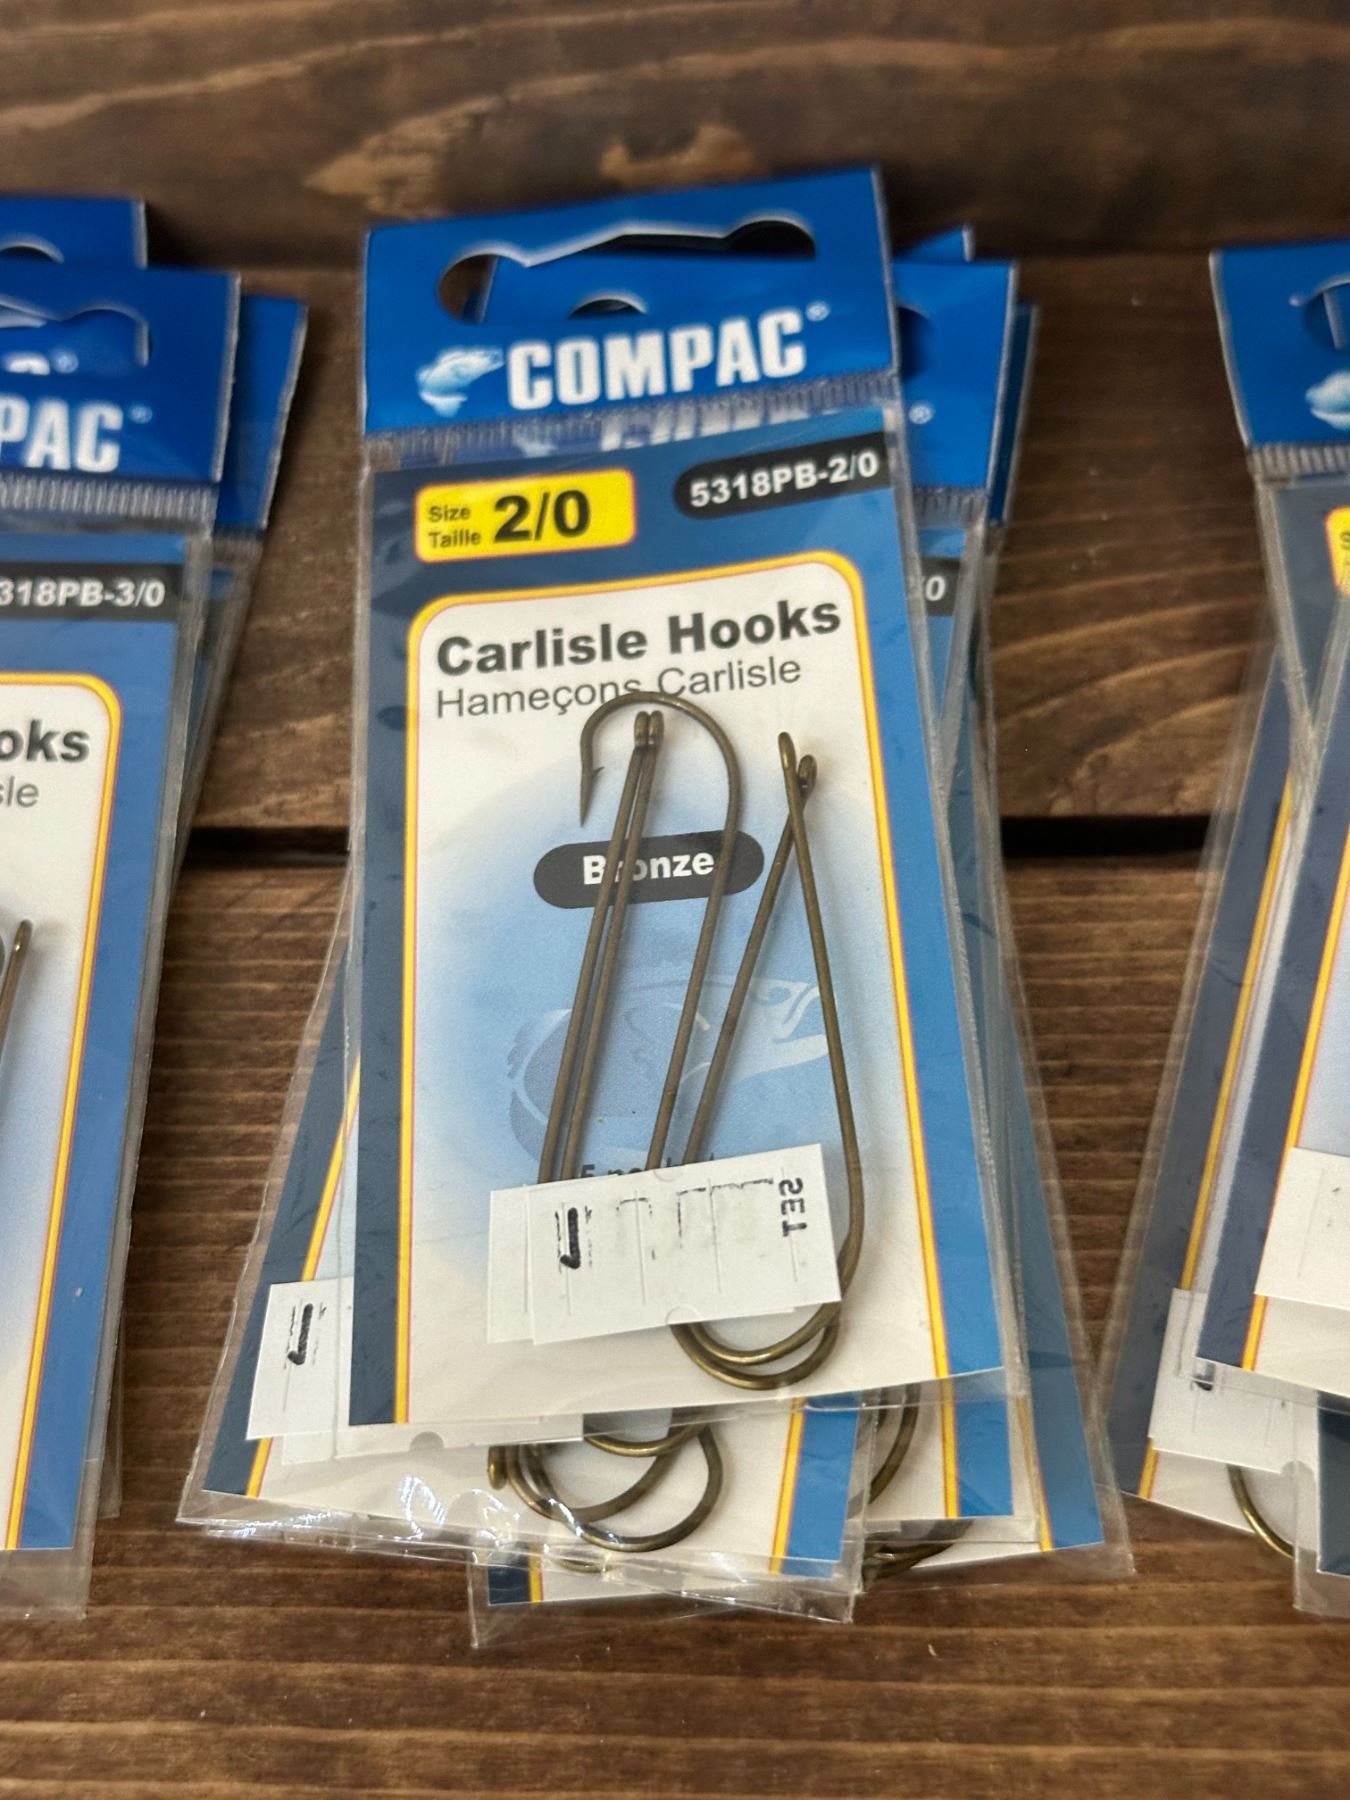 COMPAC®
Size
Taille 2/0
5318PB-2/0
Carlisle Hooks
Hameçons Carlisle
Bronze
PAC
318PB-3/0
oks
sle
/0